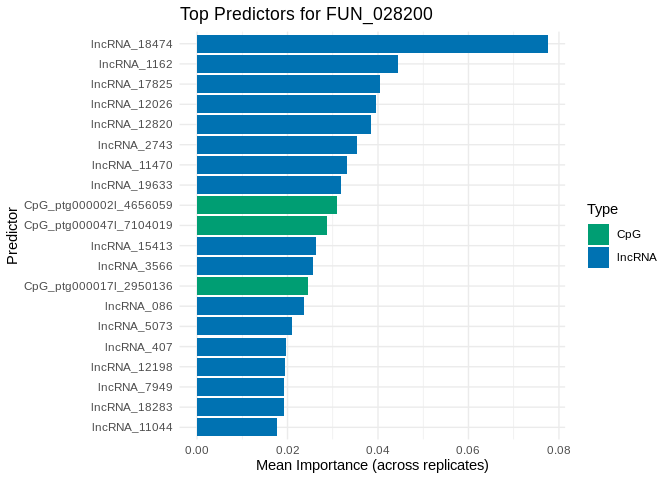 Top Predictors for FUN_028200
Predictor
lncRNA_18474
lncRNA_1162
lncRNA_17825
lncRNA_12026
lncRNA_12820
lncRNA_2743
lncRNA_11470
lncRNA_19633
CpG_ptg000002l_4656059
CpG_ptg000047l_7104019
lncRNA_15413
lncRNA_3566
CpG_ptg000017l_2950136
lncRNA_086
lncRNA_5073
lncRNA_407
lncRNA_12198
lncRNA_7949
lncRNA_18283
lncRNA_11044
0.00 0.02 0.04 0.06 0.08
Mean Importance (across replicates)
Type
CpG
lncRNA